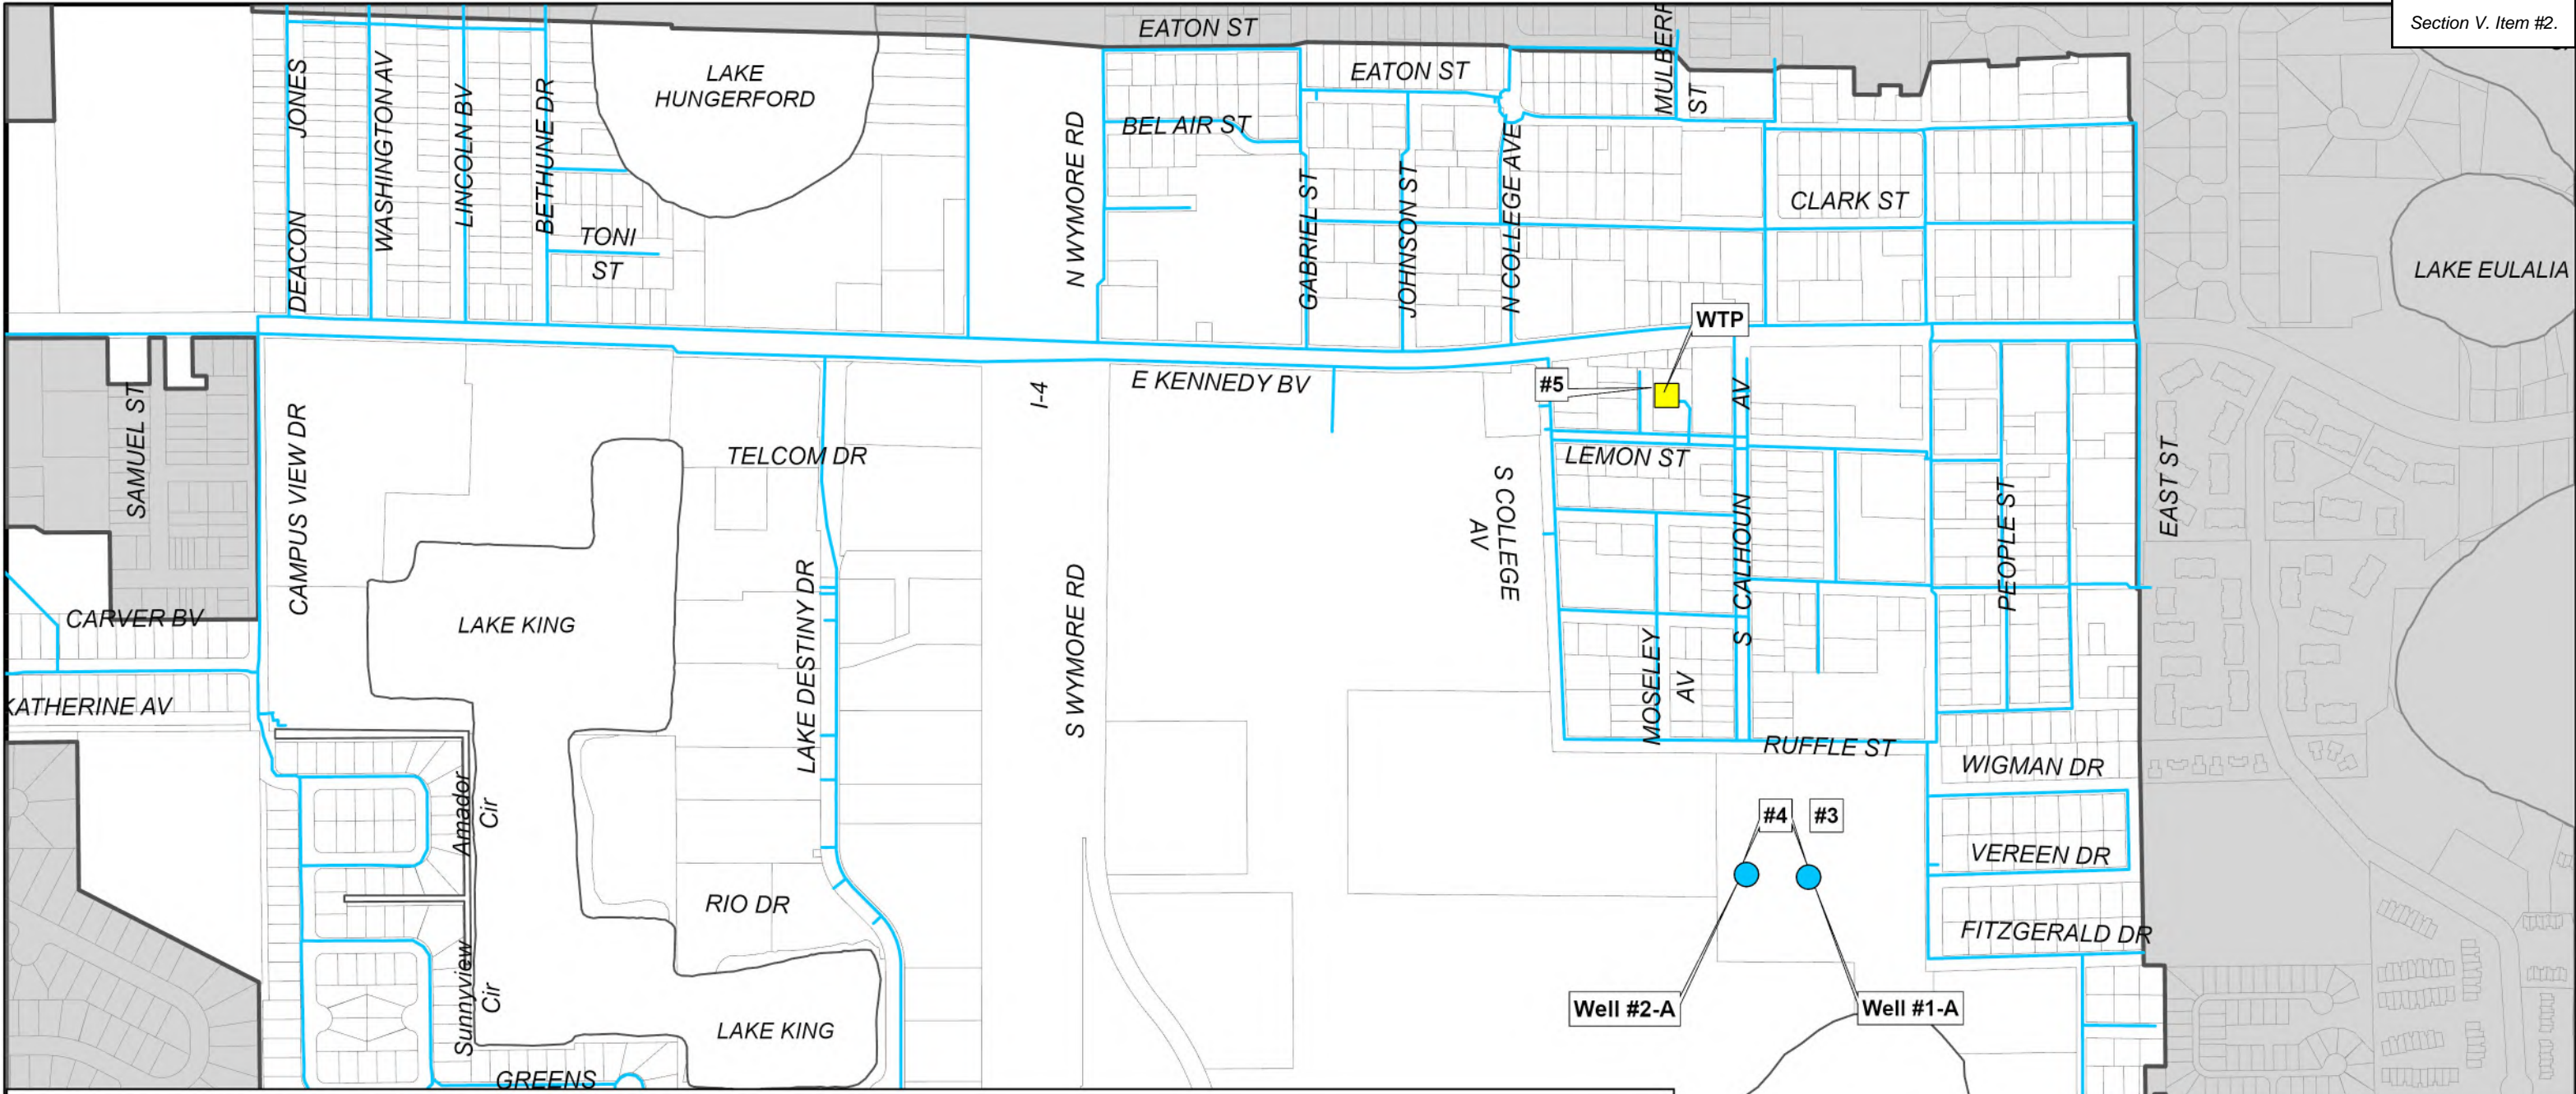 Section V. Item #2.
EATON ST
LAKE
HUNGERFORD
EATON ST
DEACON JONES
WASHINGTON AV
LINCOLN BV
BETHUNE DR
TONI
ST
N WYMORE RD
BEL AIR ST
GABRIEL ST
JOHNSON ST
N COLLEGE AVE
ST
CLARK ST
LAKE EULALIA
WTP
#5
E KENNEDY BV
I-4
SAMUEL ST
CAMPUS VIEW DR
TELCOM DR
LEMON ST
S COLLEGE
AV
S CALHOUN AV
PEOPLE ST
EAST ST
CARVER BV
LAKE KING
LAKE DESTINY DR
S WYMORE RD
MOSELEY
AV
KATHERINE AV
RUFFLE ST
WIGMAN DR
Amador
Cir
#4
#3
VEREEN DR
RIO DR
FITZGERALD DR
Sunnyview
Cir
Well #2-A
Well #1-A
LAKE KING
GREENS